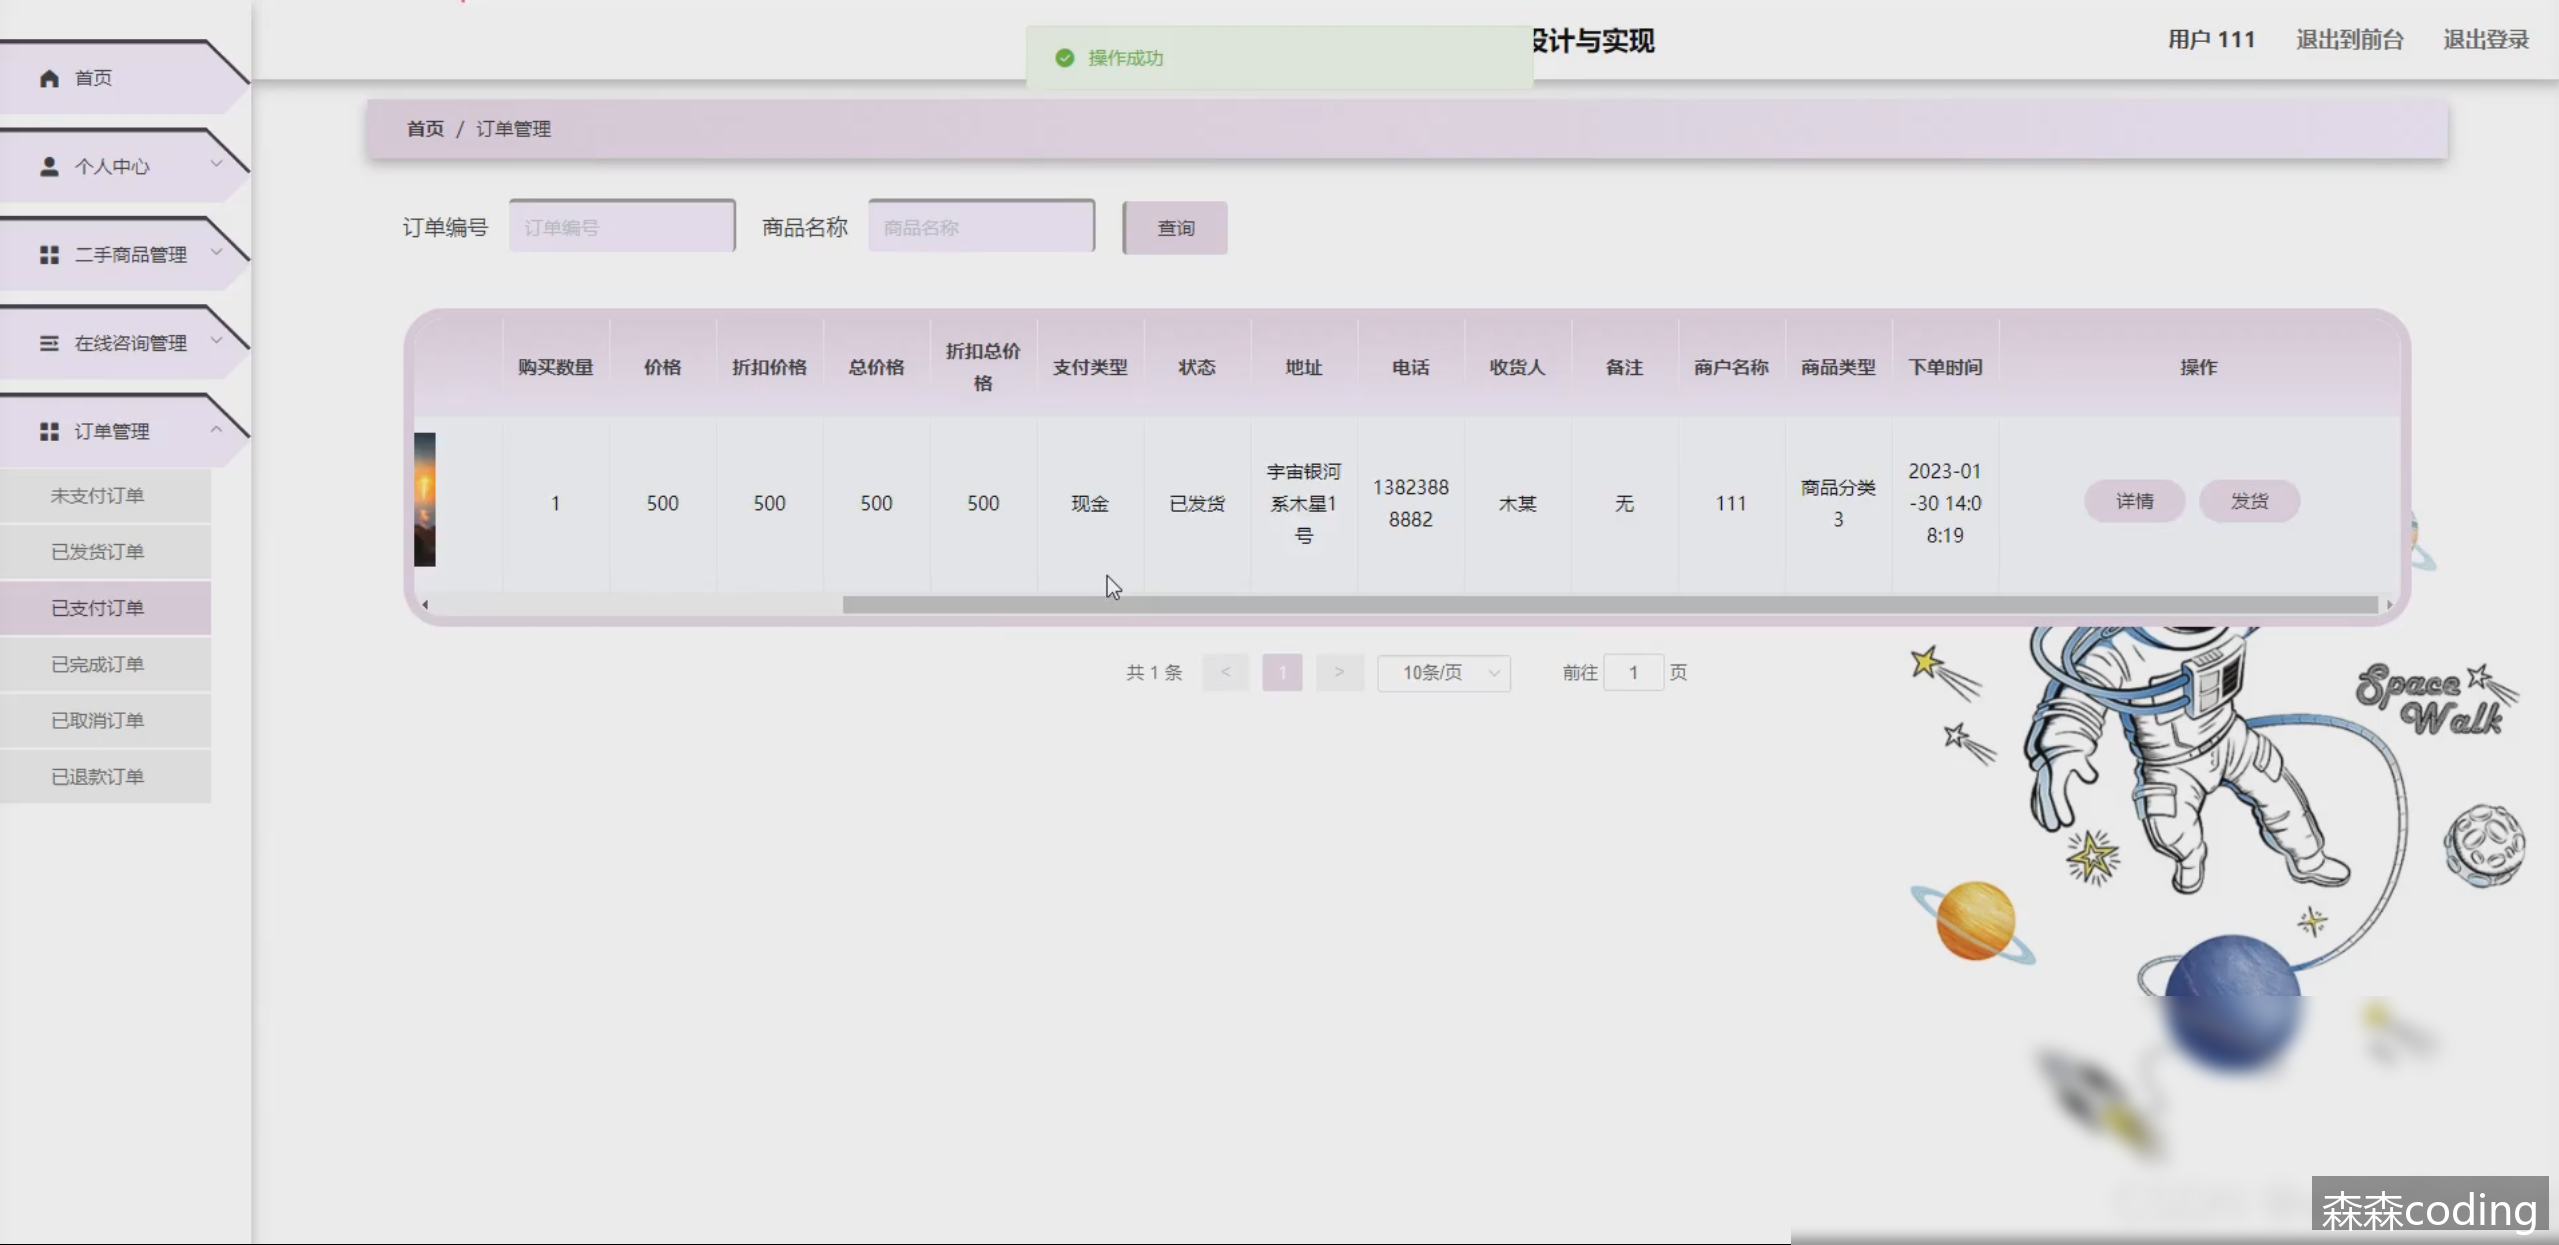 操作成功
设计与实现
用户 111
退出到前台
退出登录
首页
个人中心
二手商品管理
在线咨询管理
订单管理
未支付订单
已发货订单
已支付订单
已完成订单
已取消订单
已退款订单
首页 / 订单管理
订单编号
订单编号
商品名称
商品名称
查询
购买数量
价格
折扣价格
总价格
折扣总价
格
支付类型
状态
地址
电话
收货人
备注
商户名称
商品类型
下单时间
操作
1
500
500
500
500
现金
已发货
宇宙银河
系木星1
号
1382388
8882
木某
无
111
商品分类
3
2023-01
-30 14:0
8:19
详情
发货
共 1 条
<
1
>
10条/页
前往
1
页
Space
Walk
森森coding